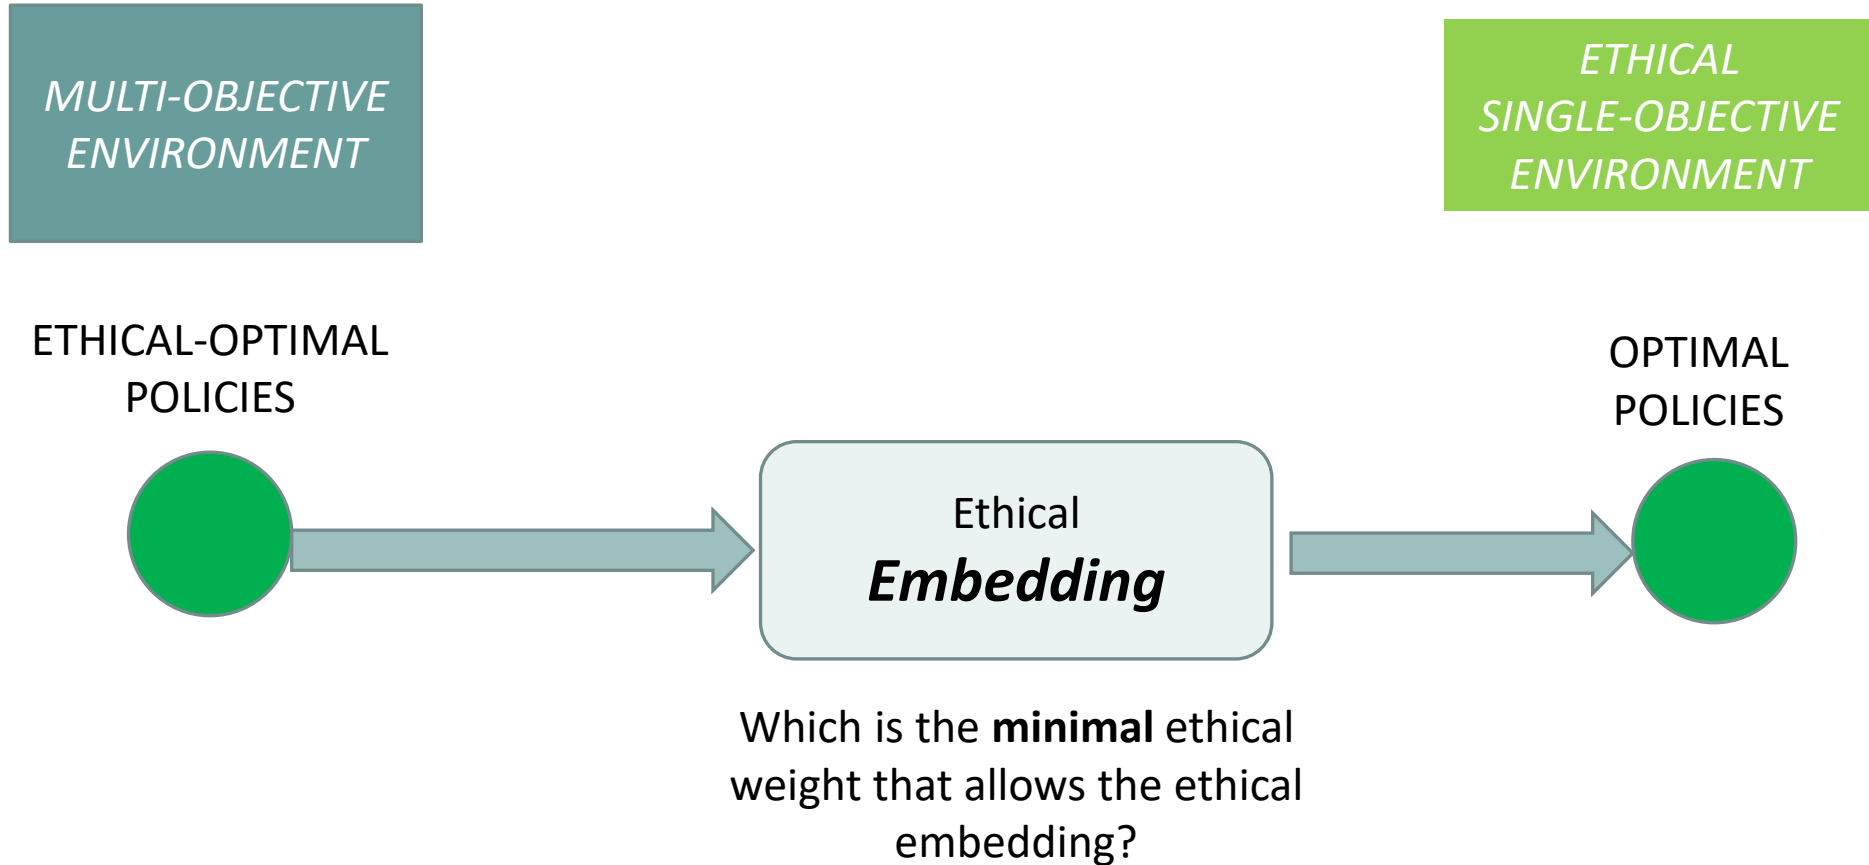 MULTI-OBJECTIVE
ENVIRONMENT
ETHICAL
SINGLE-OBJECTIVE
ENVIRONMENT
ETHICAL-OPTIMAL
POLICIES
OPTIMAL
POLICIES
Ethical
Embedding
Which is the minimal ethical
weight that allows the ethical
embedding?